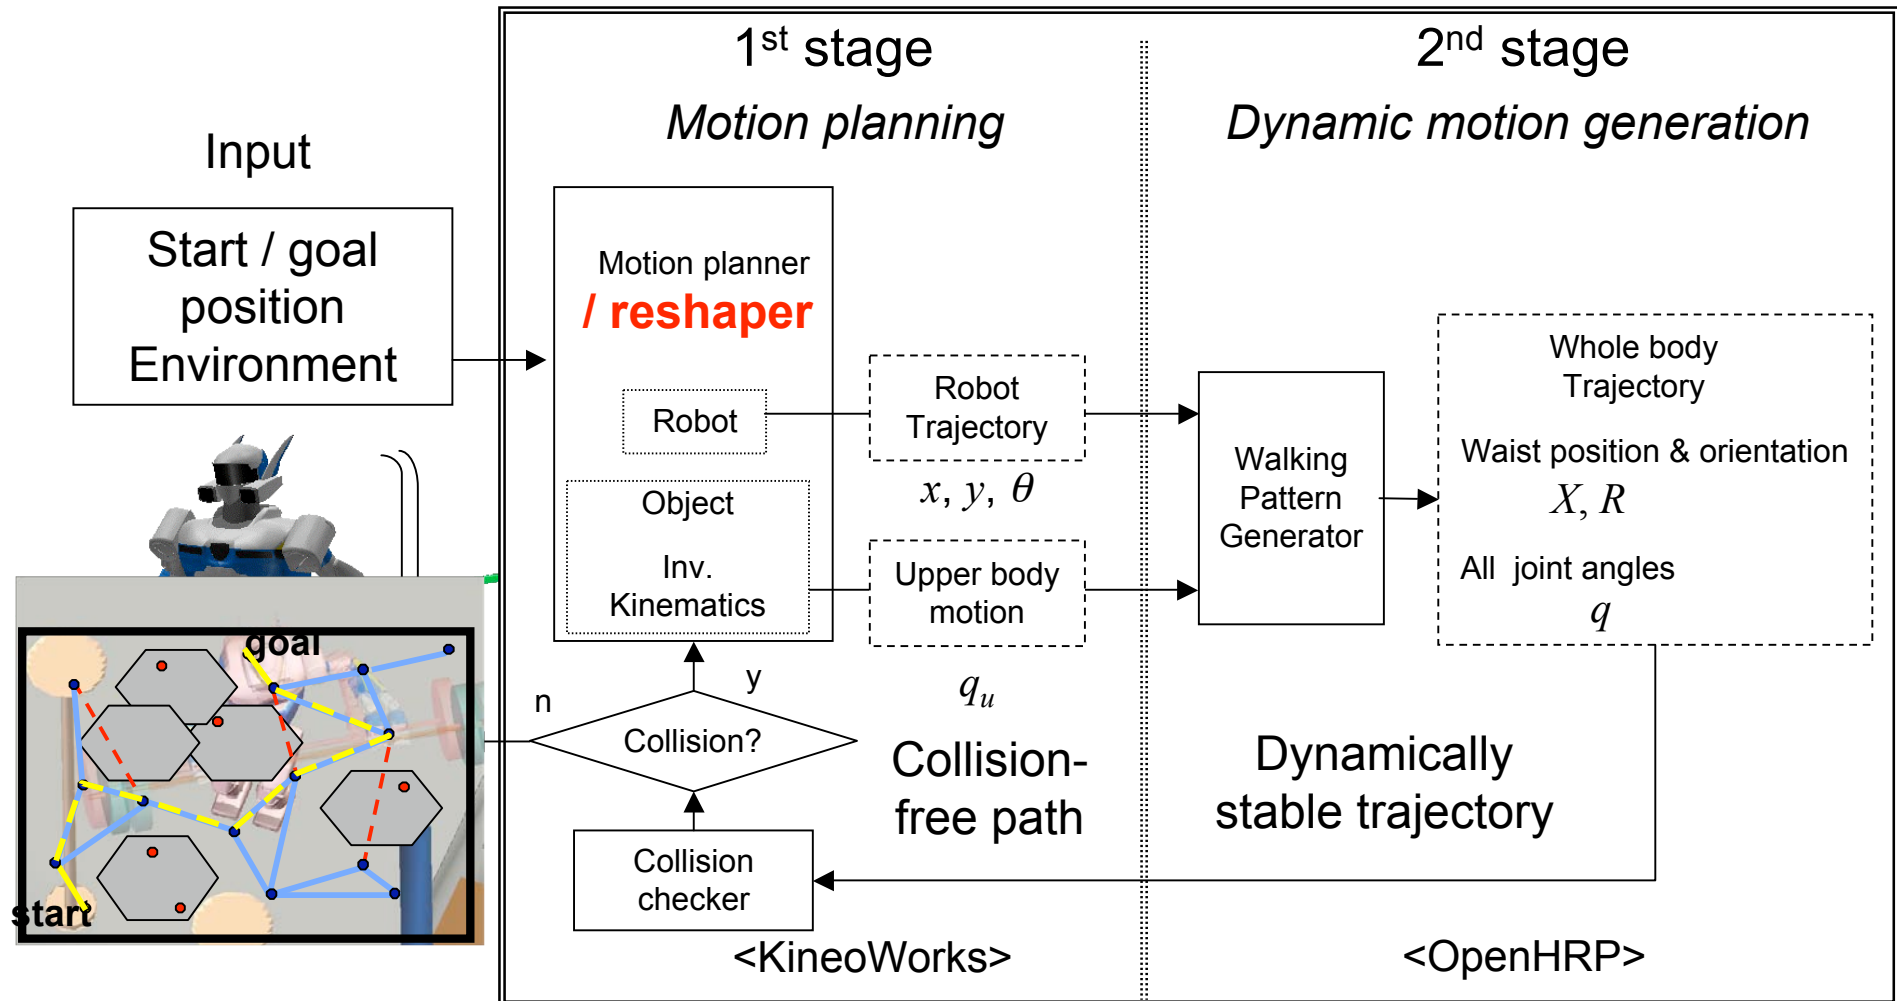 1st stage
2nd stage
Motion planning
Dynamic motion generation
Input
Start / goal
position
Environment
Motion planner
/ reshaper
Robot
Object
Inv.
Kinematics
Robot
Trajectory
x, y, θ
Upper body
motion
q_u
Walking
Pattern
Generator
Whole body
Trajectory
Waist position & orientation
X, R
All joint angles
q
n
y
Collision?
Collision
checker
Collision-
free path
Dynamically
stable trajectory
goal
start
<KineoWorks>
<OpenHRP>